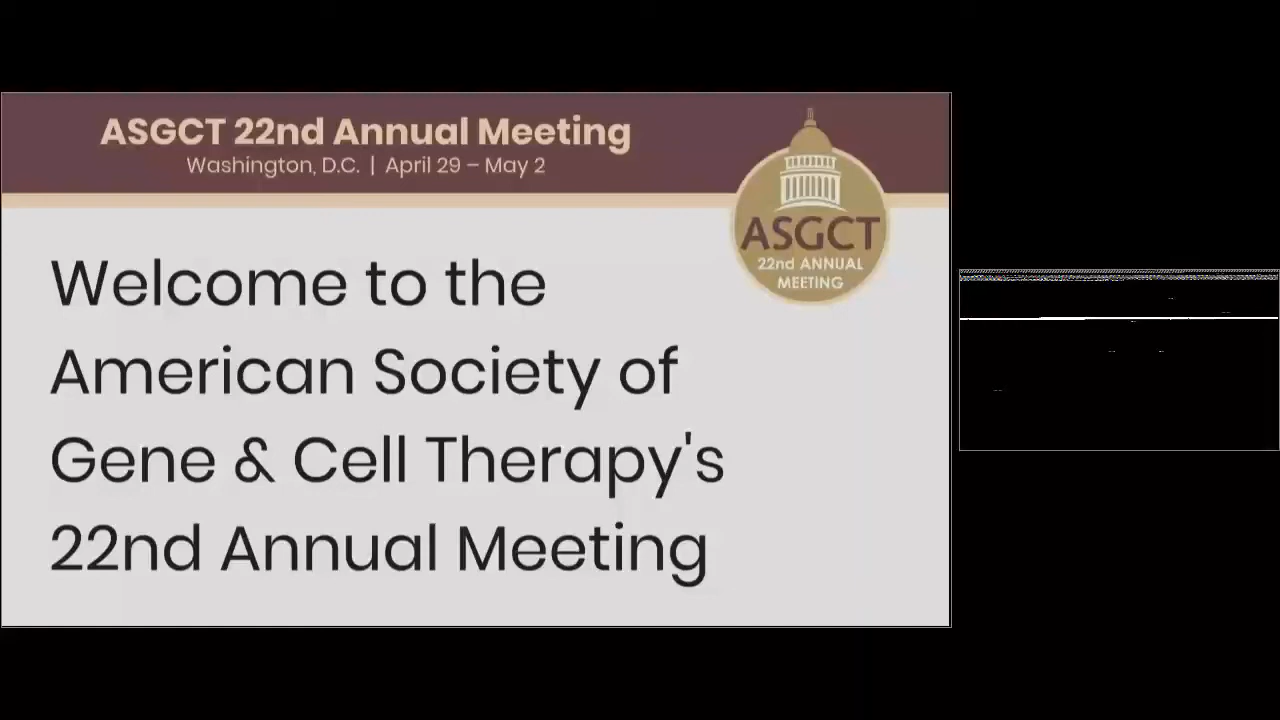 ASGCT 22nd Annual Meeting
Washington, D.C. | April 29 – May 2
ASGCT
22nd ANNUAL
MEETING
Welcome to the
American Society of
Gene & Cell Therapy's
22nd Annual Meeting